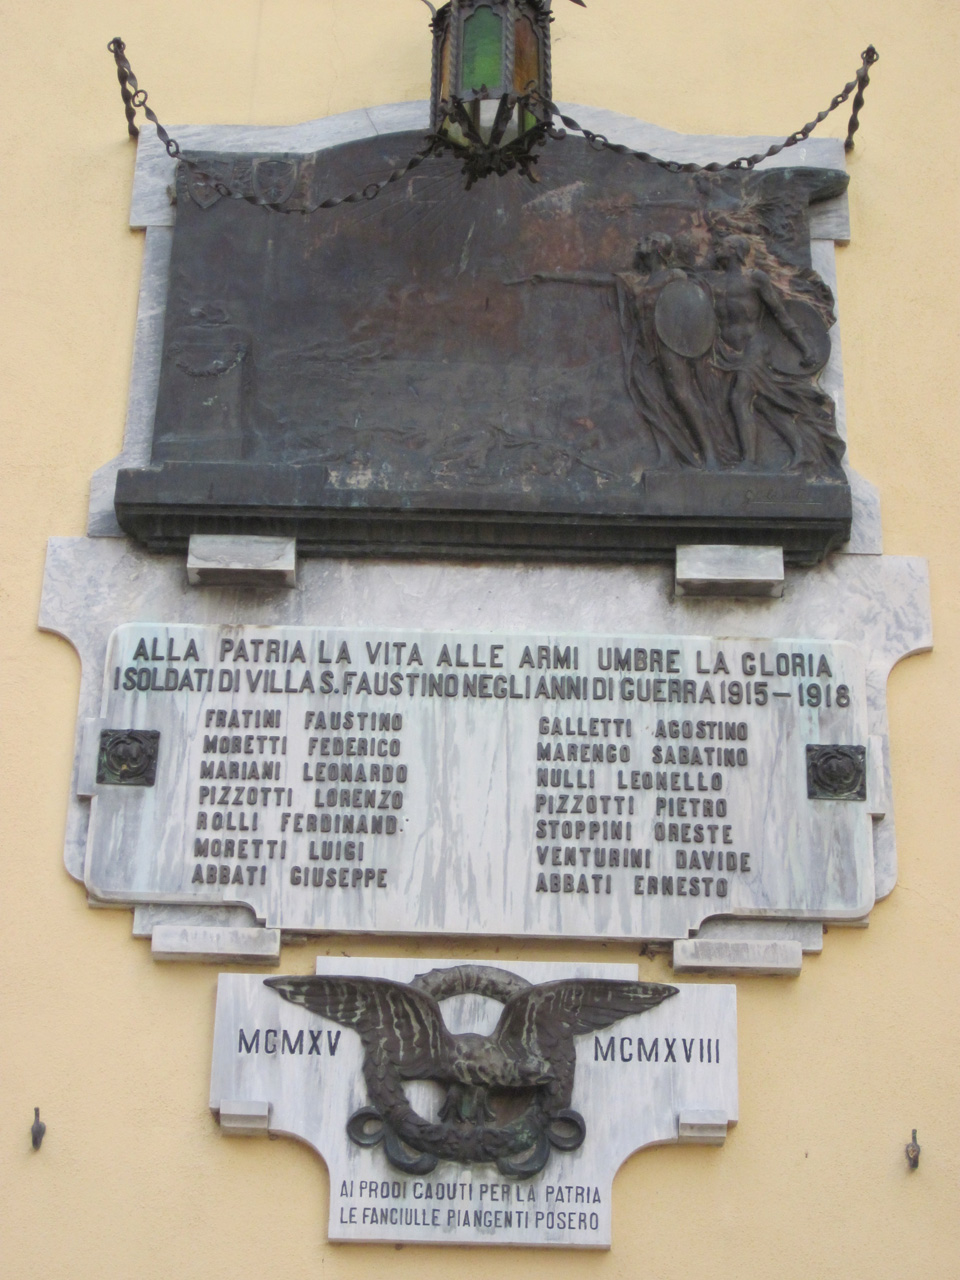 ALLA PATRIA LA VITA ALLE ARMI UMBRE LA GLORIA
I SOLDATI DI VILLA S. FAUSTINO NEGLI ANNI DI GUERRA 1915-1918
FRATINI FAUSTINO
MORETTI FEDERICO
MARIANI LEONARDO
PIZZOTTI LORENZO
ROLLI FERDINANDO
MORETTI LUIGI
ABBATI GIUSEPPE
GALLETTI AGOSTINO
MARENGO SABATINO
NULLI LEONELLO
PIZZOTTI PIETRO
STOPPINI ORESTE
VENTURINI DAVIDE
ABBATI ERNESTO
MCMXV
MCMXVIII
AI PRODI CADUTI PER LA PATRIA
LE FANCIULLE PIANGENTI POSERO